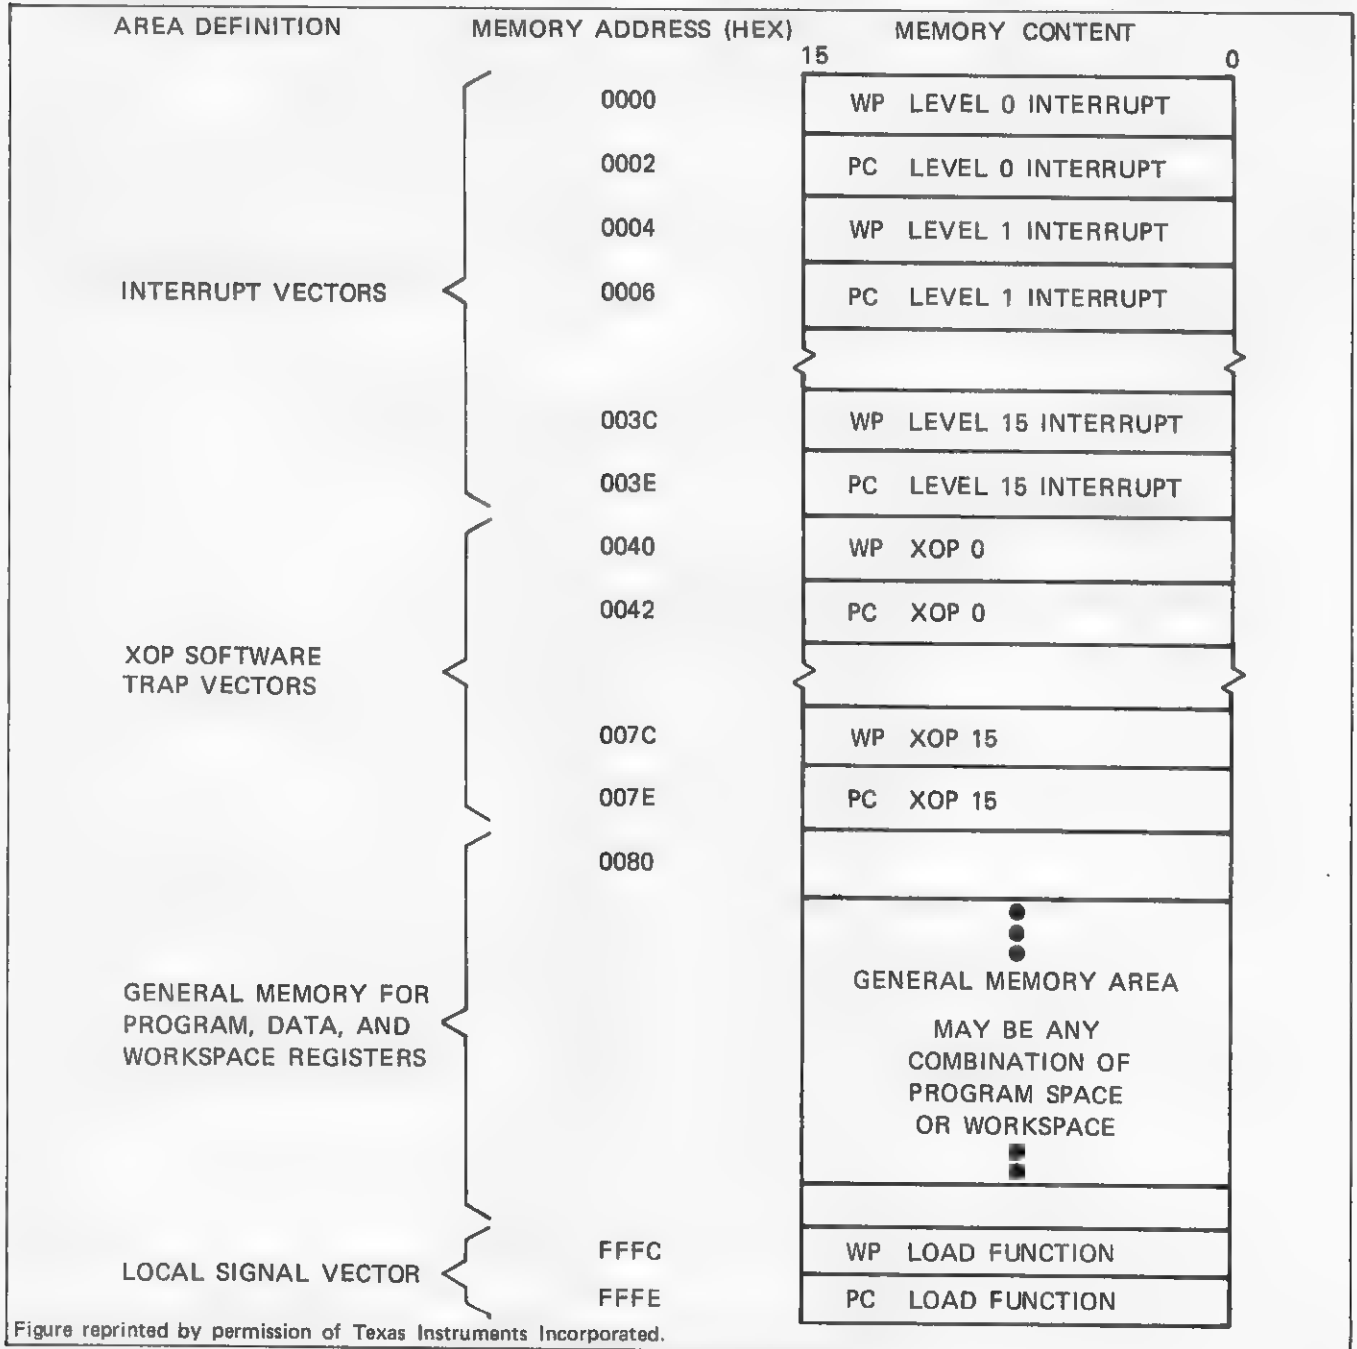 AREA DEFINITION MEMORY ADDRESS (HEX) MEMORY CONTENT
15 0
0000 WP LEVEL 0 INTERRUPT
0002 PC LEVEL 0 INTERRUPT
0004 WP LEVEL 1 INTERRUPT
INTERRUPT VECTORS 0006 PC LEVEL 1 INTERRUPT
003C WP LEVEL 15 INTERRUPT
003E PC LEVEL 15 INTERRUPT
0040 WP XOP 0
0042 PC XOP 0
XOP SOFTWARE
TRAP VECTORS
007C WP XOP 15
007E PC XOP 15
0080
GENERAL MEMORY AREA
GENERAL MEMORY FOR
PROGRAM, DATA, AND
WORKSPACE REGISTERS
MAY BE ANY
COMBINATION OF
PROGRAM SPACE
OR WORKSPACE
FFFC WP LOAD FUNCTION
LOCAL SIGNAL VECTOR
FFFE PC LOAD FUNCTION
Figure reprinted by permission of Texas Instruments Incorporated.